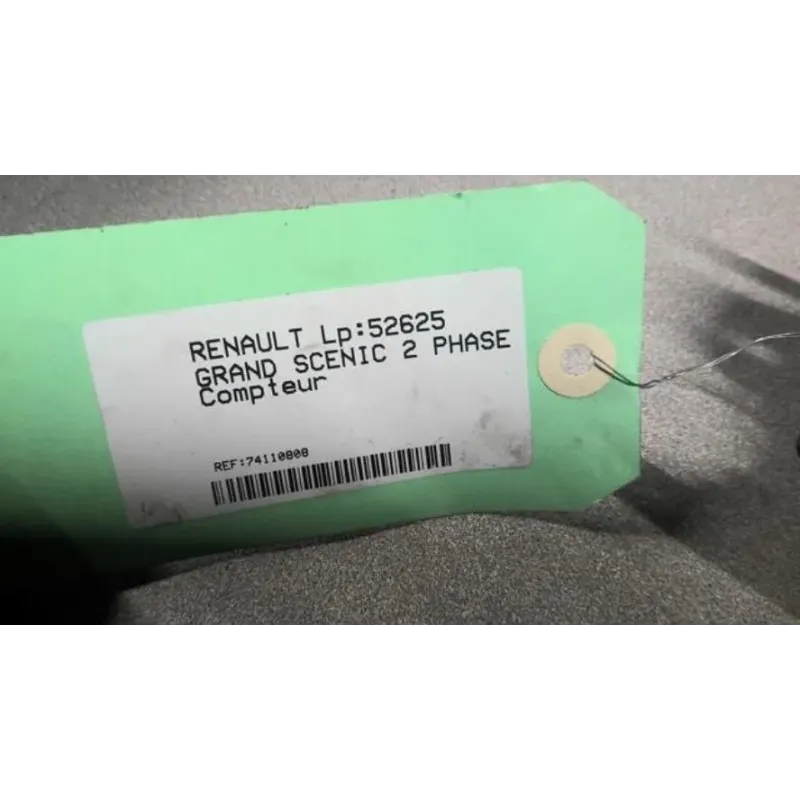 RENAULT Lp:52625
GRAND SCENIC 2 PHASE
Compteur
REF:74110808